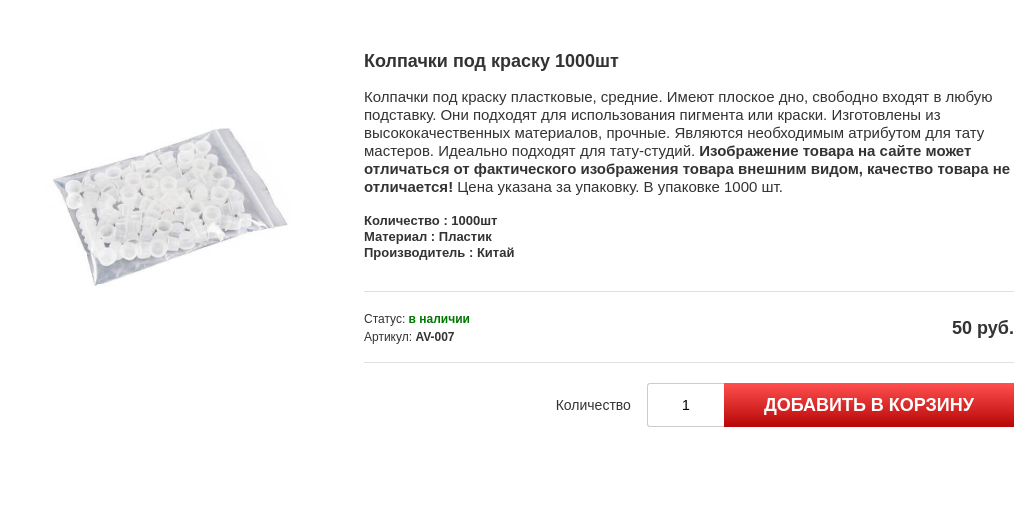 Колпачки под краску 1000шт
Колпачки под краску пластковые, средние. Имеют плоское дно, свободно входят в любую
подставку. Они подходят для использования пигмента или краски. Изготовлены из
высококачественных материалов, прочные. Являются необходимым атрибутом для тату
мастеров. Идеально подходят для тату-студий. Изображение товара на сайте может
отличаться от фактического изображения товара внешним видом, качество товара не
отличается! Цена указана за упаковку. В упаковке 1000 шт.
Количество : 1000шт
Материал : Пластик
Производитель : Китай
Статус: в наличии
Артикул: AV-007
50 руб.
Количество 1 ДОБАВИТЬ В КОРЗИНУ